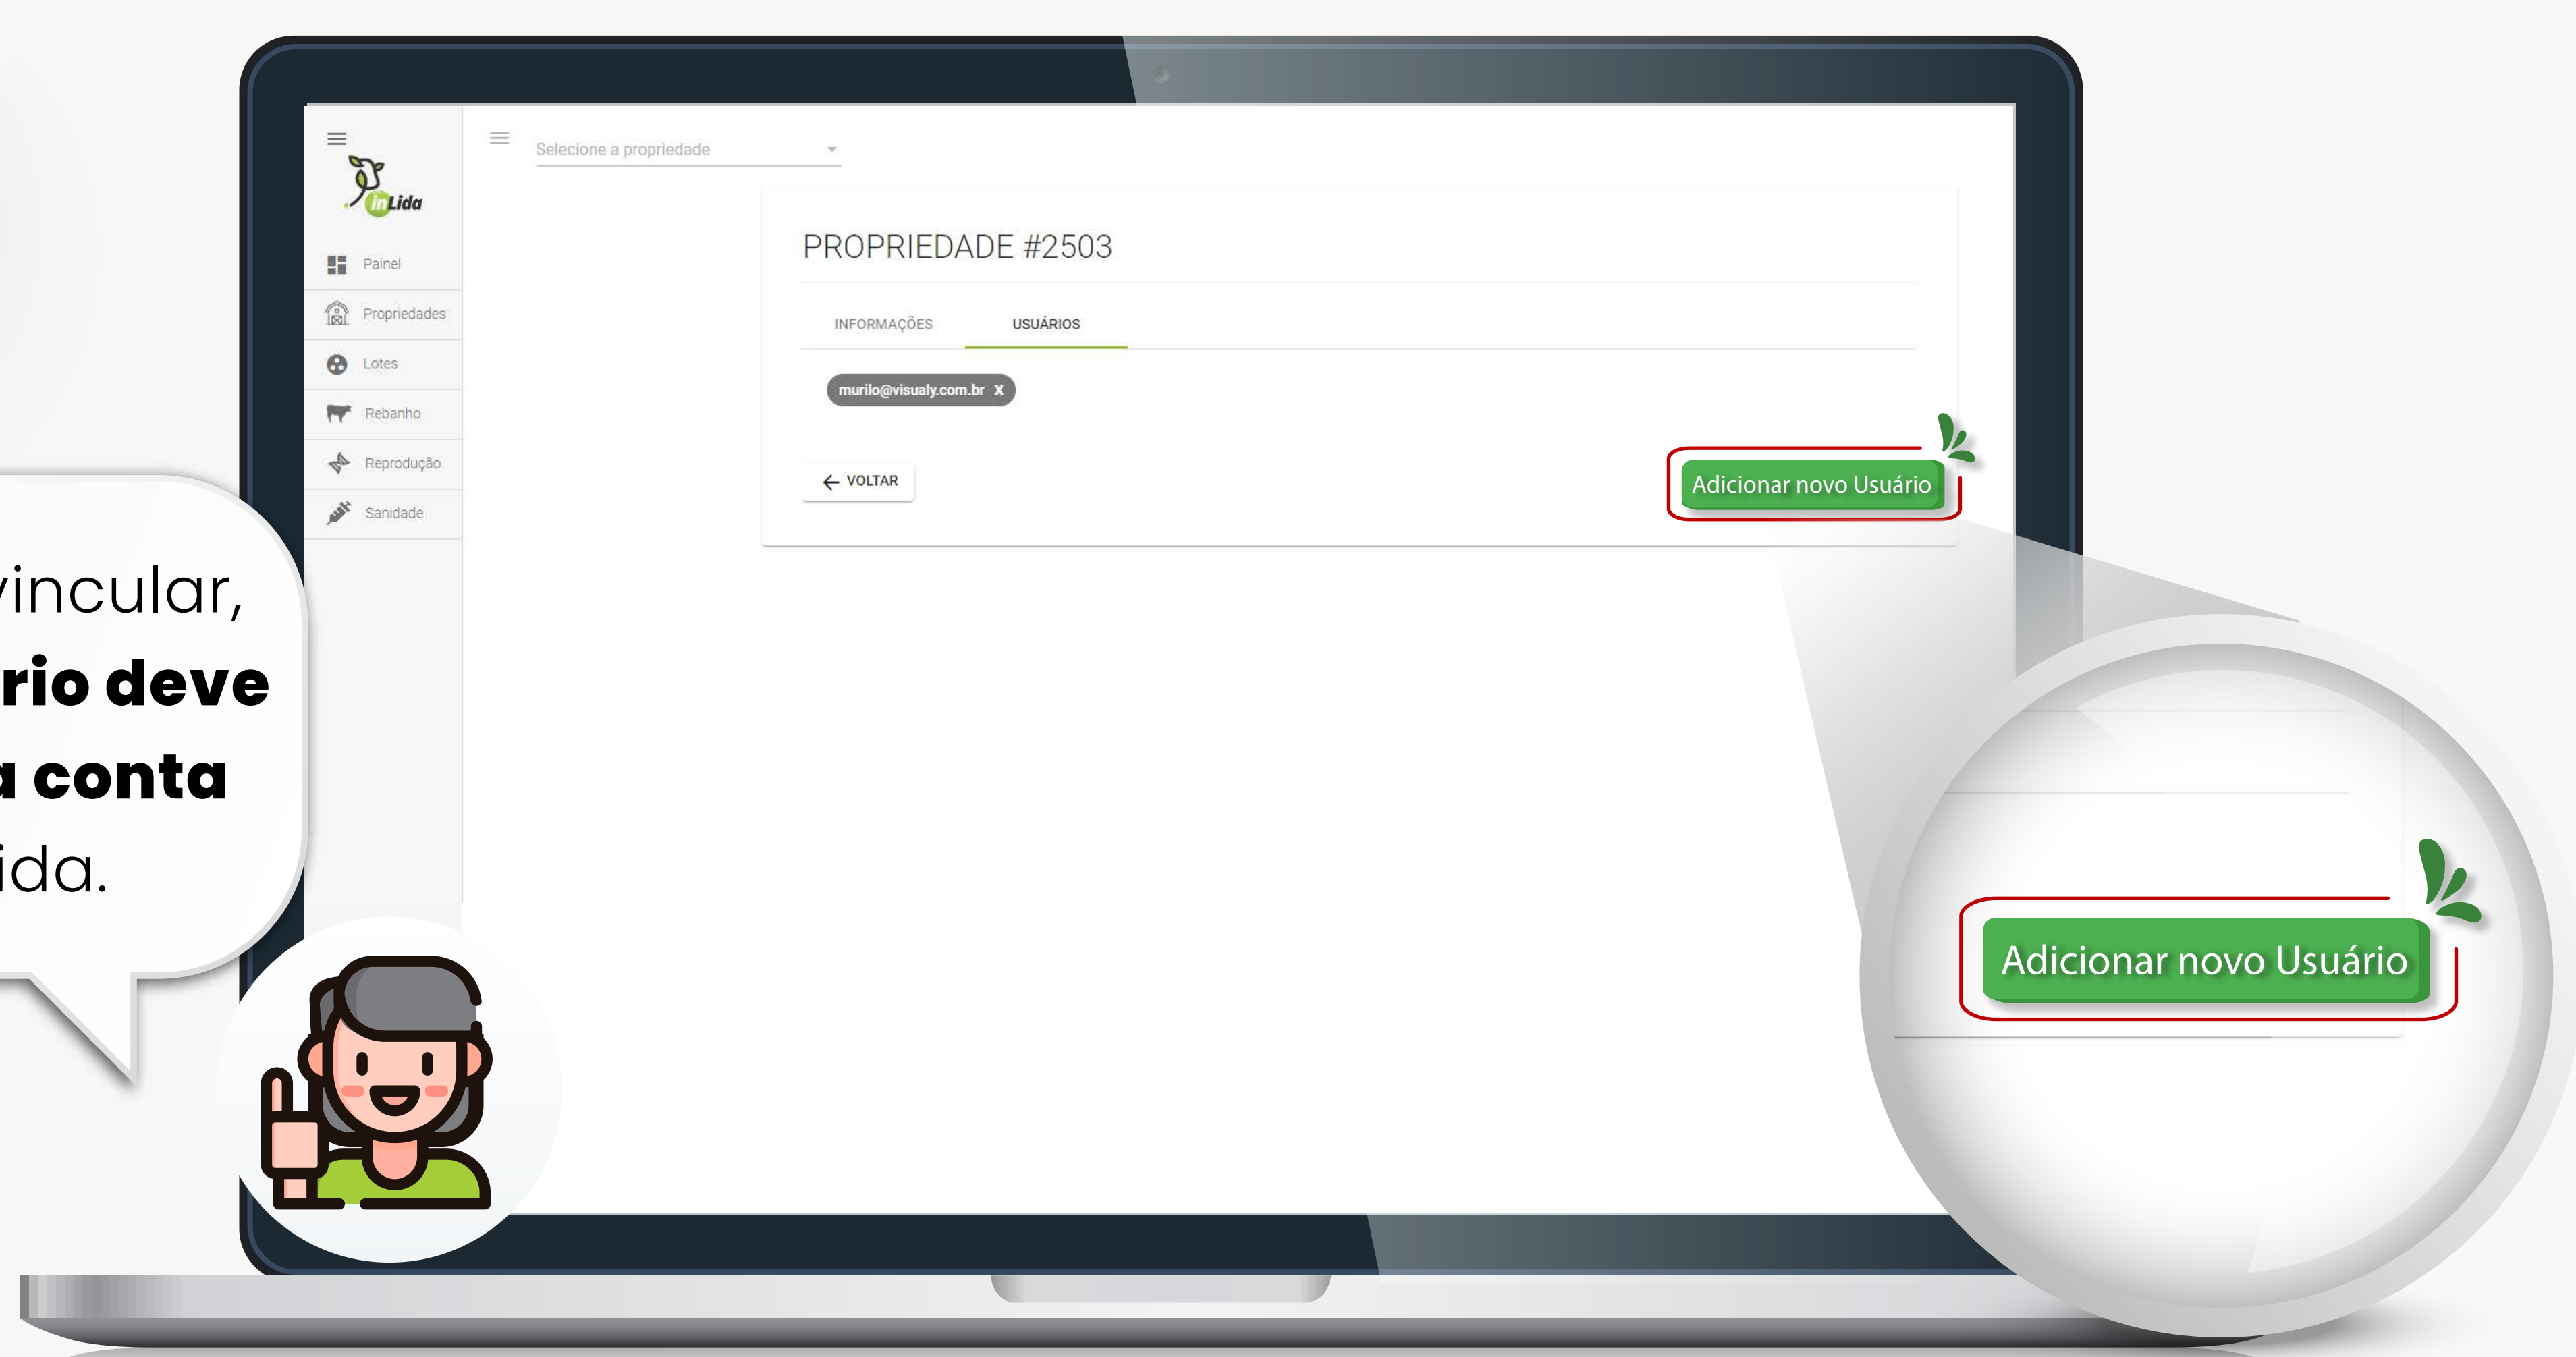 Selecione a propriedade
inLida
Painel
Propriedades
Lotes
Rebanho
Reprodução
Sanidade
PROPRIEDADE #2503
INFORMAÇÕES USUÁRIOS
murilo@visualy.com.br X
← VOLTAR
Adicionar novo Usuário
vincular,
rio deve
a conta
ida.
Adicionar novo Usuário